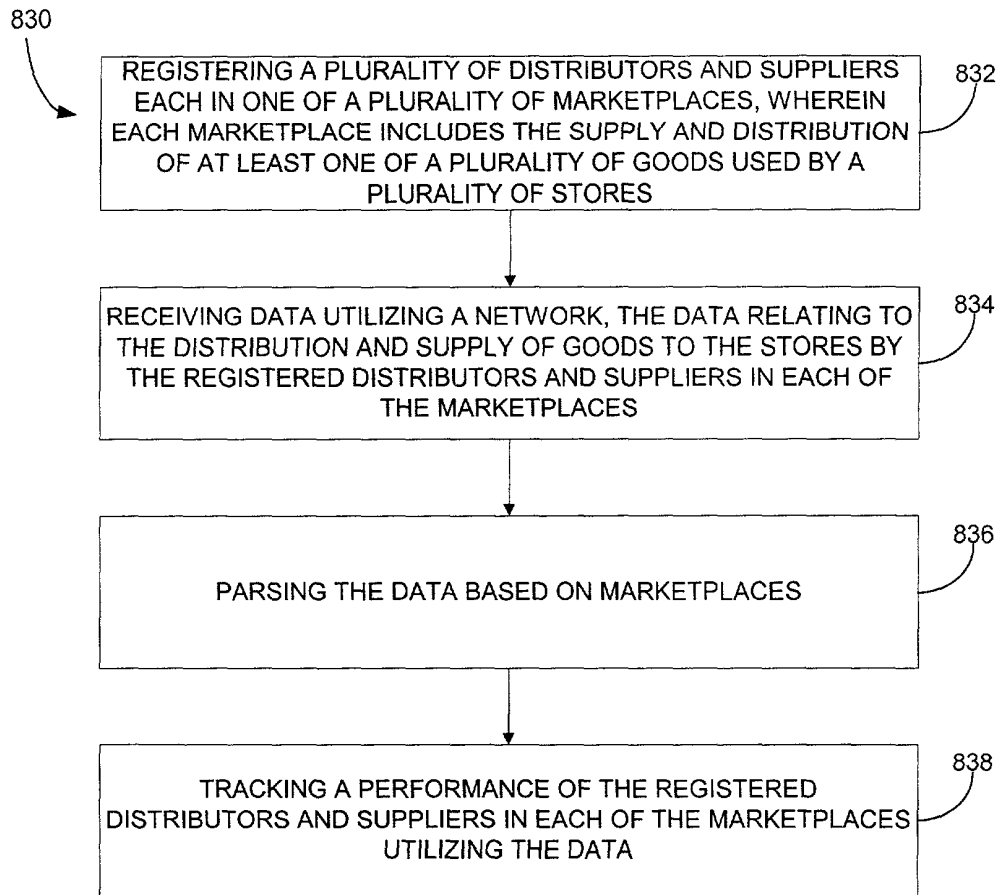 830
REGISTERING A PLURALITY OF DISTRIBUTORS AND SUPPLIERS
EACH IN ONE OF A PLURALITY OF MARKETPLACES, WHEREIN
EACH MARKETPLACE INCLUDES THE SUPPLY AND DISTRIBUTION
OF AT LEAST ONE OF A PLURALITY OF GOODS USED BY A
PLURALITY OF STORES
832
RECEIVING DATA UTILIZING A NETWORK, THE DATA RELATING TO
THE DISTRIBUTION AND SUPPLY OF GOODS TO THE STORES BY
THE REGISTERED DISTRIBUTORS AND SUPPLIERS IN EACH OF
THE MARKETPLACES
834
PARSING THE DATA BASED ON MARKETPLACES
836
TRACKING A PERFORMANCE OF THE REGISTERED
DISTRIBUTORS AND SUPPLIERS IN EACH OF THE MARKETPLACES
UTILIZING THE DATA
838